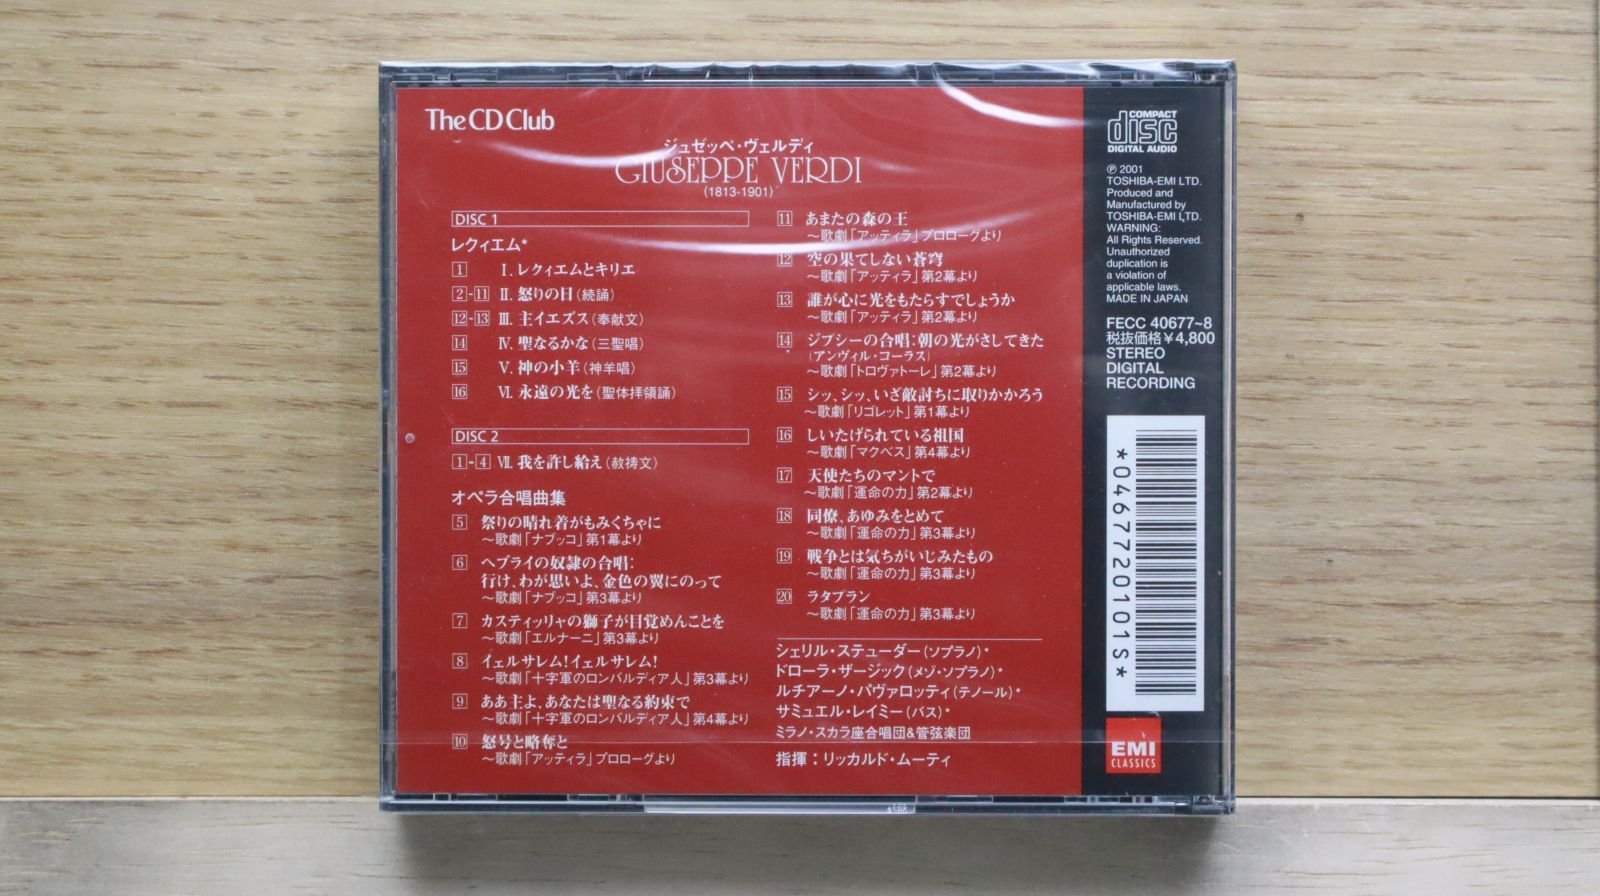 The CD Club
ジュゼッペ・ヴェルディ
GIUSEPPE VERDI
(1813-1901)
DISC 1
レクィエム*
1 Ⅰ. レクィエムとキリエ
2-11 Ⅱ. 怒りの日(続誦)
12-13 Ⅲ. 主イエズス(奉献文)
14 Ⅳ. 聖なるかな(三聖唱)
15 Ⅴ. 神の小羊(神羊唱)
16 Ⅵ. 永遠の光を(聖体拝領誦)
DISC 2
1-4 Ⅶ. 我を許し給え(赦祷文)
オペラ合唱曲集
5 祭りの晴れ着がもみくちゃに
～歌劇「ナブッコ」第1幕より
6 ヘブライの奴隷の合唱:
行け、わが思いよ、金色の翼にのって
～歌劇「ナブッコ」第3幕より
7 カスティッリャの獅子が目覚めんことを
～歌劇「エルナーニ」第3幕より
8 イェルサレム!イェルサレム!
～歌劇「十字軍のロンバルディア人」第3幕より
9 ああ主よ、あなたは聖なる約束で
～歌劇「十字軍のロンバルディア人」第4幕より
10 怒号と略奪と
～歌劇「アッティラ」プロローグより
11 あまたの森の王
～歌劇「アッティラ」プロローグより
12 空の果てしない蒼穹
～歌劇「アッティラ」第2幕より
13 誰が心に光をもたらすでしょうか
～歌劇「アッティラ」第2幕より
14 ジプシーの合唱:朝の光がさしてきた
(アンヴィル・コーラス)
～歌劇「トロヴァトーレ」第2幕より
15 シッ、シッ、いざ敵討ちに取りかかろう
～歌劇「リゴレット」第1幕より
16 しいたげられている祖国
～歌劇「マクベス」第4幕より
17 天使たちのマントで
～歌劇「運命の力」第2幕より
18 同僚、あゆみをとめて
～歌劇「運命の力」第3幕より
19 戦争とは気ちがいじみたもの
～歌劇「運命の力」第3幕より
20 ラタプラン
～歌劇「運命の力」第3幕より
シェリル・ステューダー(ソプラノ)*
ドローラ・ザージック(メゾ・ソプラノ)*
ルチアーノ・パヴァロッティ(テノール)*
サミュエル・レイミー(バス)*
ミラノ・スカラ座合唱団&管弦楽団
指揮:リッカルド・ムーティ
COMPACT
disc
DIGITAL AUDIO
Ⓟ 2001
TOSHIBA-EMI LTD.
Produced and
Manufactured by
TOSHIBA-EMI LTD.
WARNING:
All Rights Reserved.
Unauthorized
duplication is
a violation of
applicable laws.
MADE IN JAPAN
FECC 40677~8
税抜価格¥4,800
STEREO
DIGITAL
RECORDING
*0467720101S*
EMI
CLASSICS